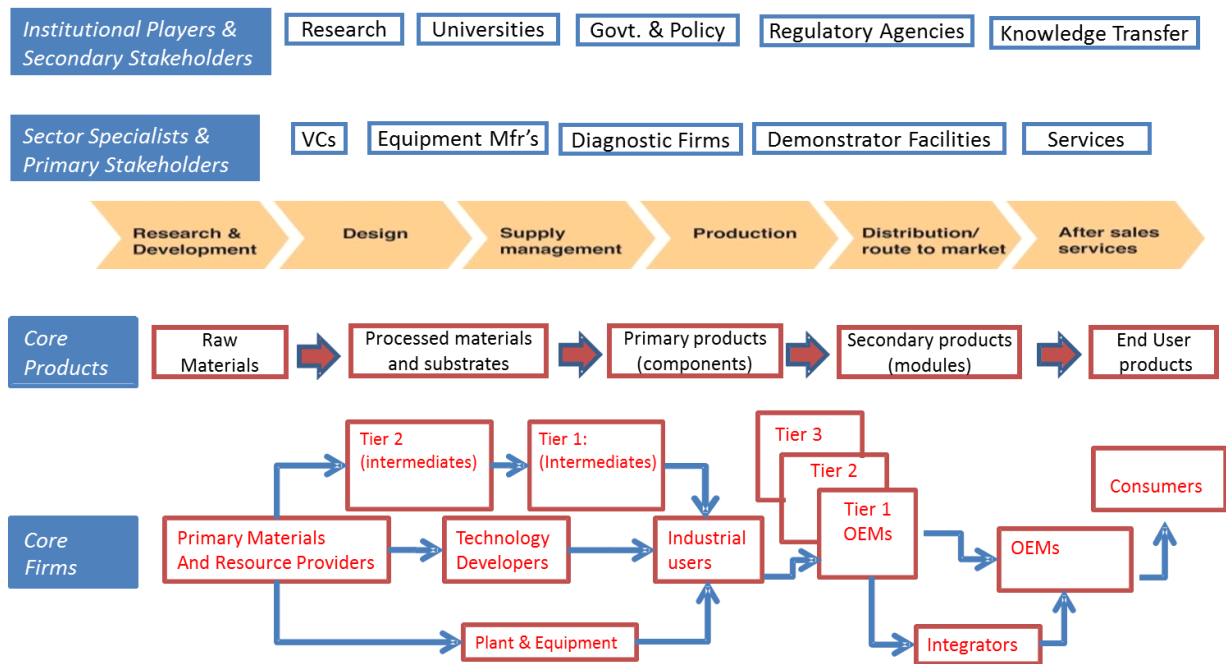 Institutional Players &
Secondary Stakeholders
Research
Universities
Govt. & Policy
Regulatory Agencies
Knowledge Transfer
Sector Specialists &
Primary Stakeholders
VCs
Equipment Mfr's
Diagnostic Firms
Demonstrator Facilities
Services
Research &
Development
Design
Supply
management
Production
Distribution/
route to market
After sales
services
Core
Products
Raw
Materials
Processed materials
and substrates
Primary products
(components)
Secondary products
(modules)
End User
products
Core
Firms
Tier 2
(intermediates)
Tier 1:
(Intermediates)
Tier 3
Tier 2
Tier 1
OEMs
Consumers
Primary Materials
And Resource Providers
Technology
Developers
Industrial
users
OEMs
Plant & Equipment
Integrators